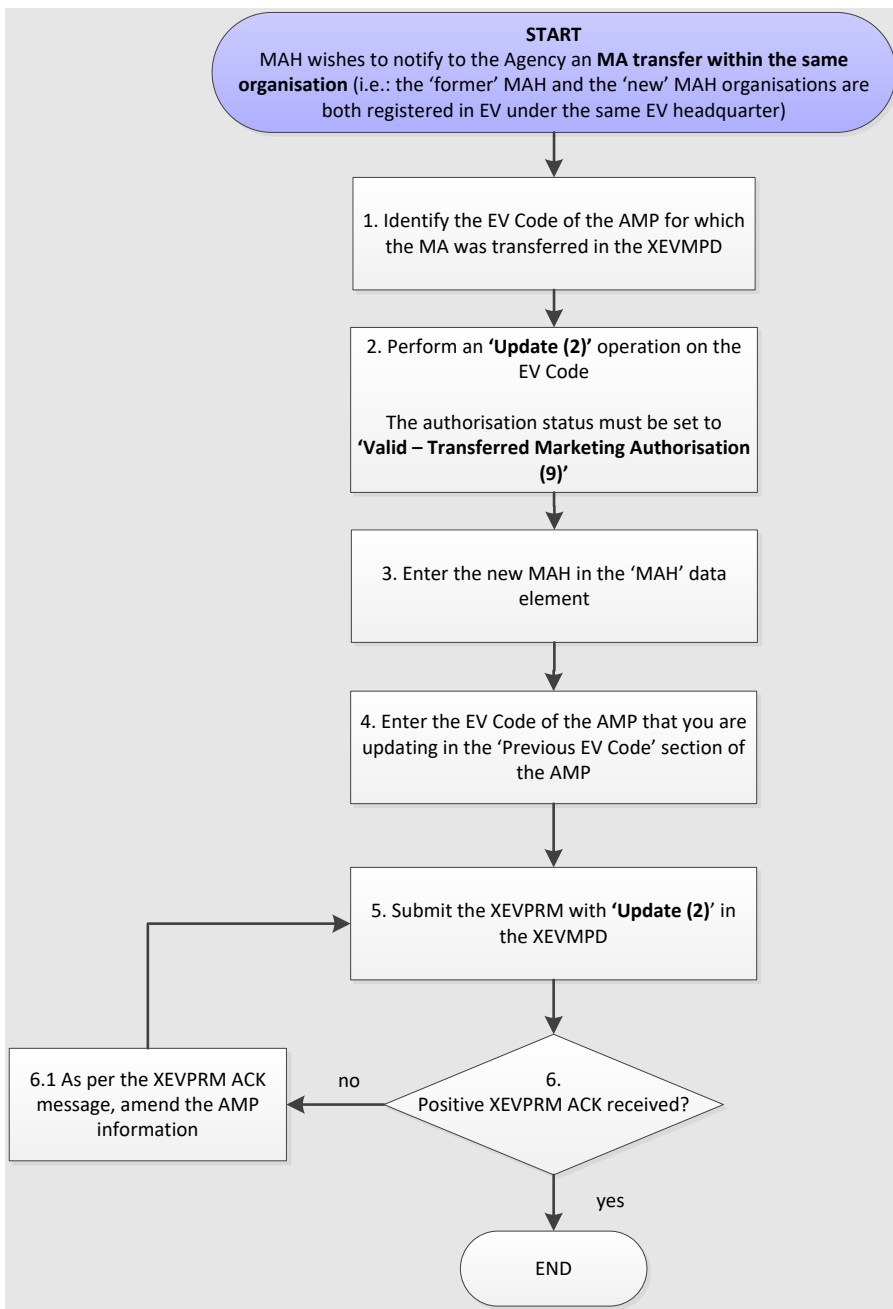 START
MAH wishes to notify to the Agency an MA transfer within the same
organisation (i.e.: the ‘former’ MAH and the ‘new’ MAH organisations are
both registered in EV under the same EV headquarter)
1. Identify the EV Code of the AMP for which
the MA was transferred in the XEVMPD
2. Perform an ‘Update (2)’ operation on the
EV Code
The authorisation status must be set to
‘Valid – Transferred Marketing Authorisation
(9)’
3. Enter the new MAH in the ‘MAH’ data
element
4. Enter the EV Code of the AMP that you are
updating in the ‘Previous EV Code’ section of
the AMP
5. Submit the XEVPRM with ‘Update (2)’ in
the XEVMPD
6.
Positive XEVPRM ACK received?
no
6.1 As per the XEVPRM ACK
message, amend the AMP
information
yes
END